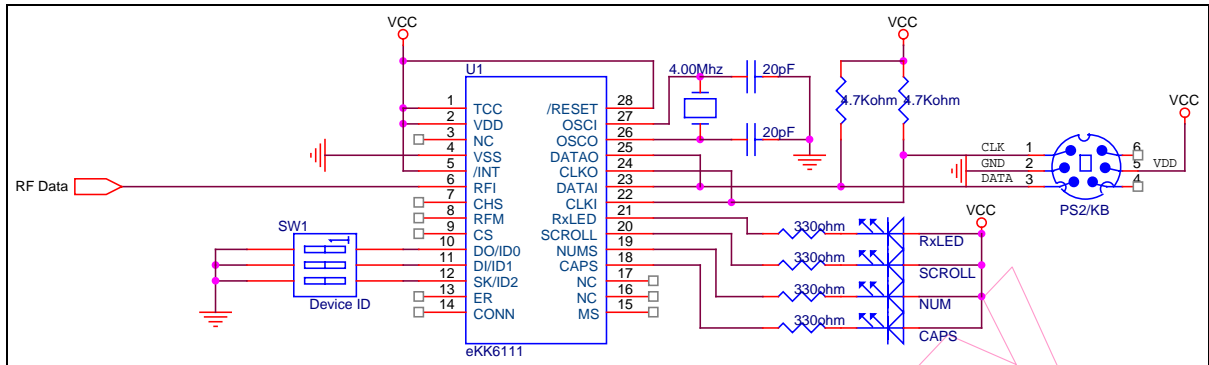 VCC VCC
U1 4.00Mhz 20pF
4.7Kohm 4.7Kohm VCC
1 TCC /RESET 28
2 VDD OSCI 27
3 NC OSCO 26 20pF
4 VSS DATAO 25
5 /INT CLKO 24
6 RFI DATAI 23
7 CHS CLKI 22
8 RFM RxLED 21
9 CS SCROLL 20
10 DO/ID0 NUMS 19
11 DI/ID1 CAPS 18
12 SK/ID2 NC 17
13 ER NC 16
14 CONN MS 15
eKK6111
RF Data
SW1
1
Device ID
CLK 1 6
GND 2 5 VDD
DATA 3 4
PS2/KB
VCC
330ohm RxLED
330ohm SCROLL
330ohm NUM
330ohm CAPS